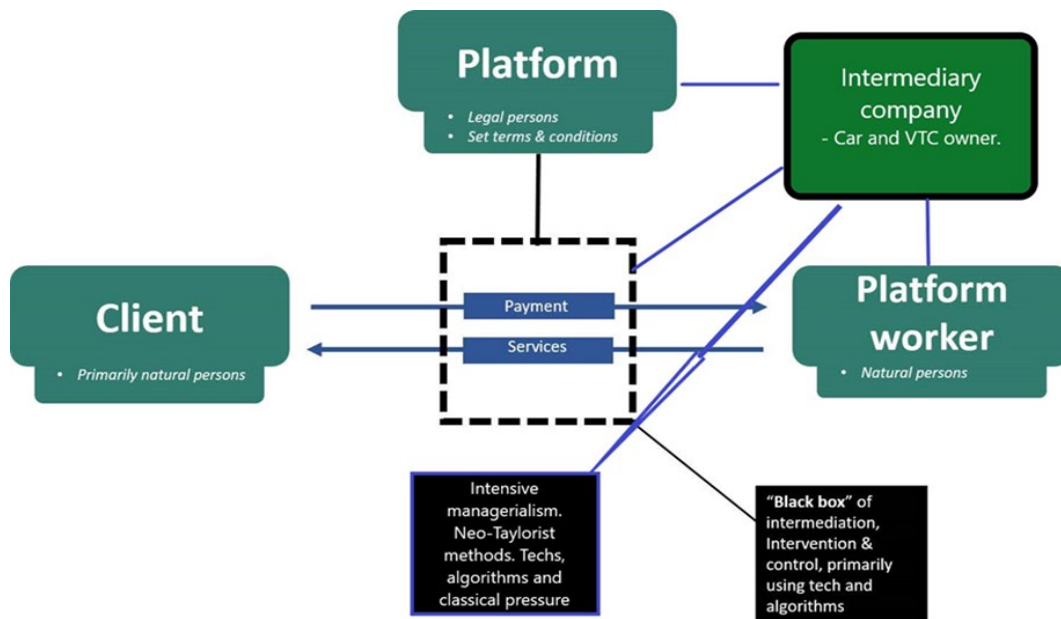 Platform
• Legal persons
• Set terms & conditions
Intermediary
company
- Car and VTC owner.
Client
• Primarily natural persons
Payment
Services
Platform
worker
• Natural persons
Intensive
managerialism.
Neo-Taylorist
methods. Techs,
algorithms and
classical pressure
“Black box” of
intermediation,
Intervention &
control, primarily
using tech and
algorithms